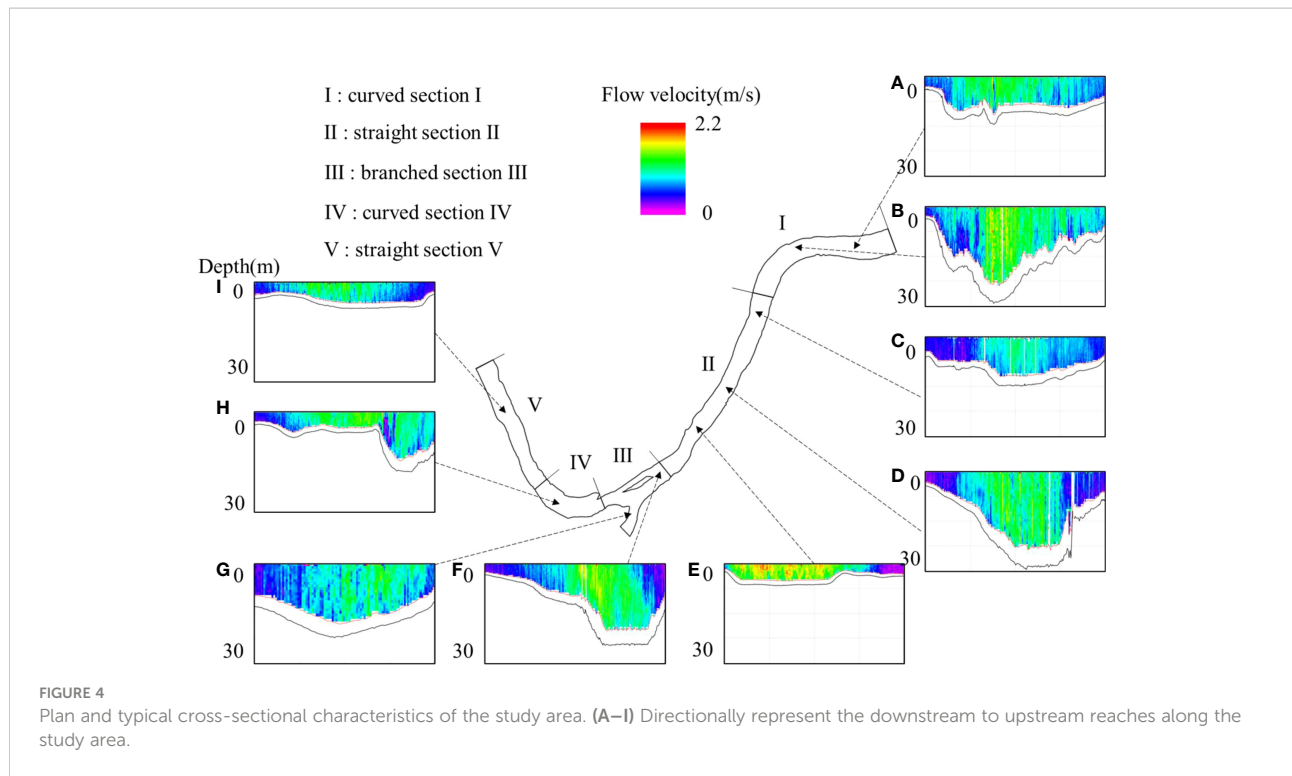 I : curved section I
II : straight section II
III : branched section III
IV : curved section IV
V : straight section V
Flow velocity(m/s)
2.2
0
Depth(m)
A
0
30
B
0
30
C
0
30
D
0
30
I
0
30
H
0
30
G
0
30
F
0
30
E
0
30
I
II
III
IV
V
FIGURE 4
Plan and typical cross-sectional characteristics of the study area. (A–I) Directionally represent the downstream to upstream reaches along the
study area.